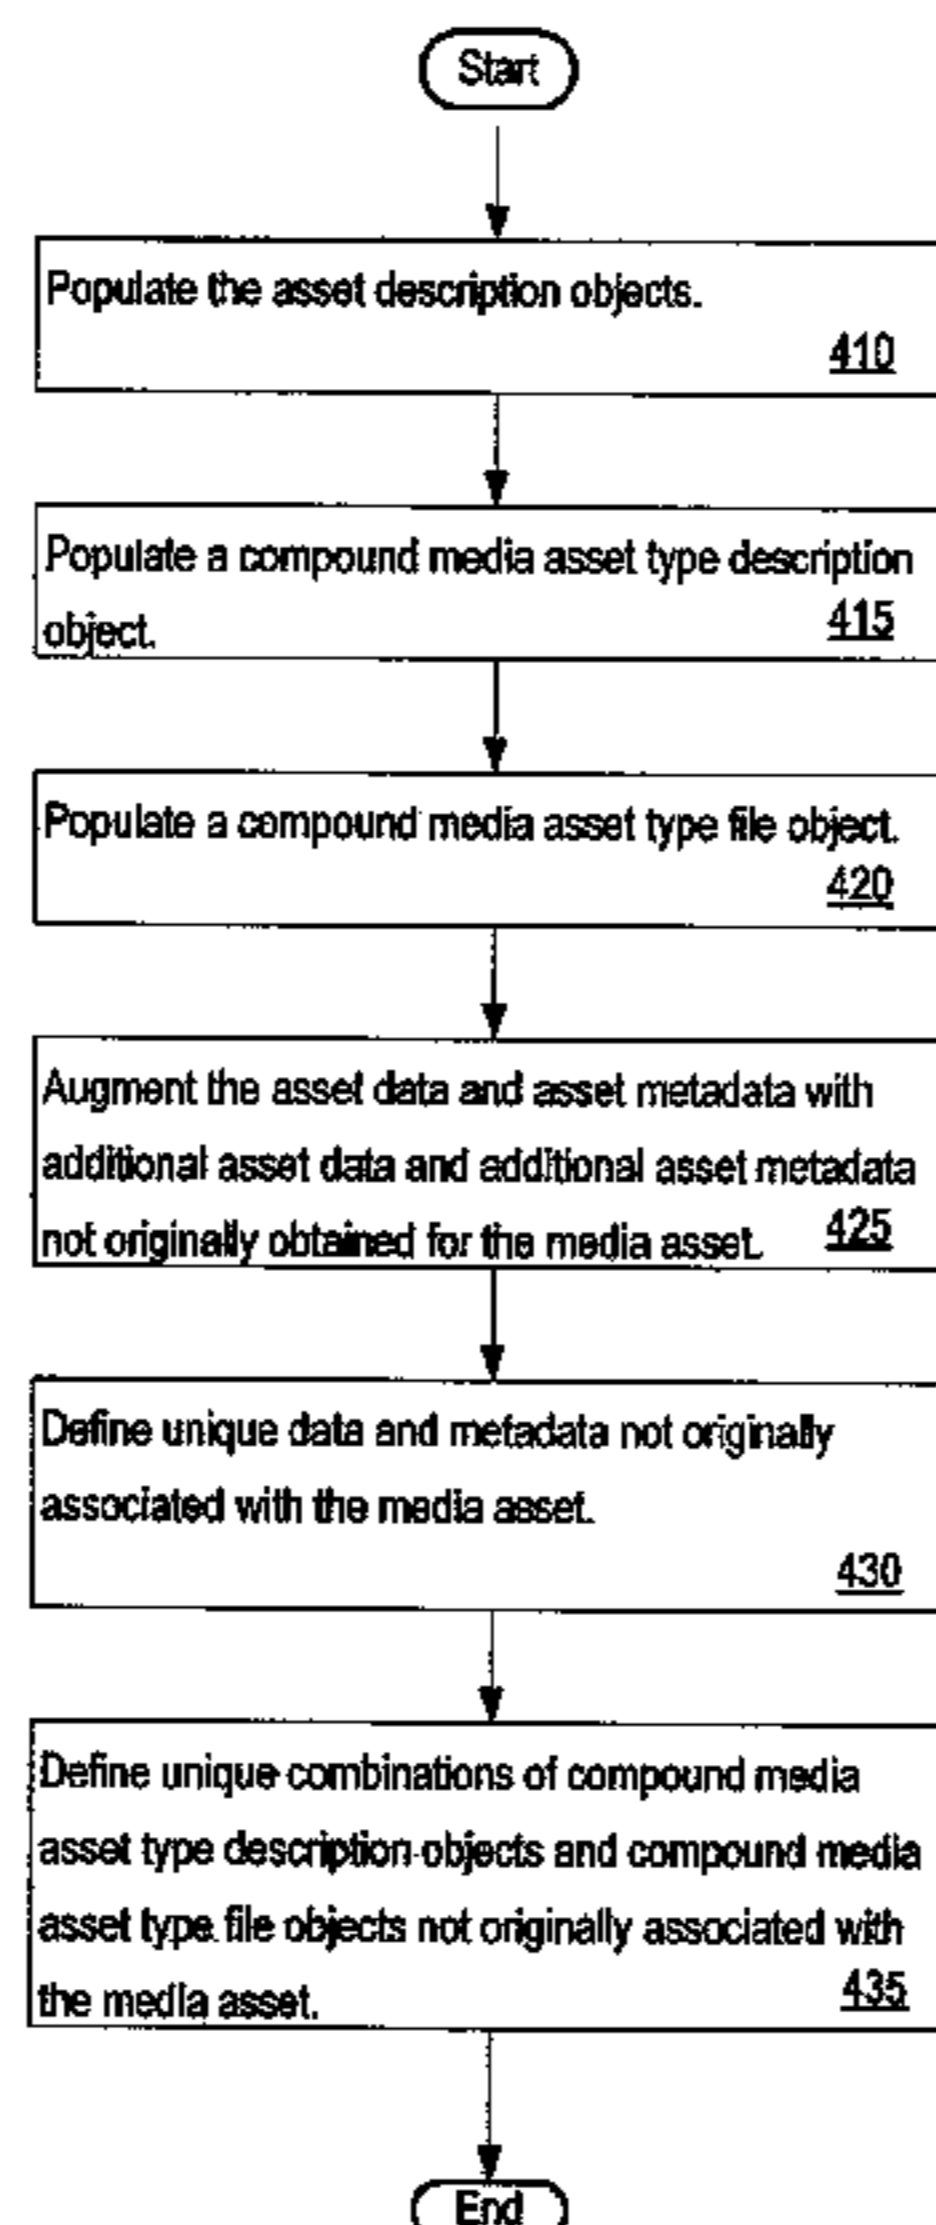 Start
Populate the asset description objects.
410
Populate a compound media asset type description
object.
415
Populate a compound media asset type file object.
420
Augment the asset data and asset metadata with
additional asset data and additional asset metadata
not originally obtained for the media asset.
425
Define unique data and metadata not originally
associated with the media asset.
430
Define unique combinations of compound media
asset type description objects and compound media
asset type file objects not originally associated with
the media asset.
435
End